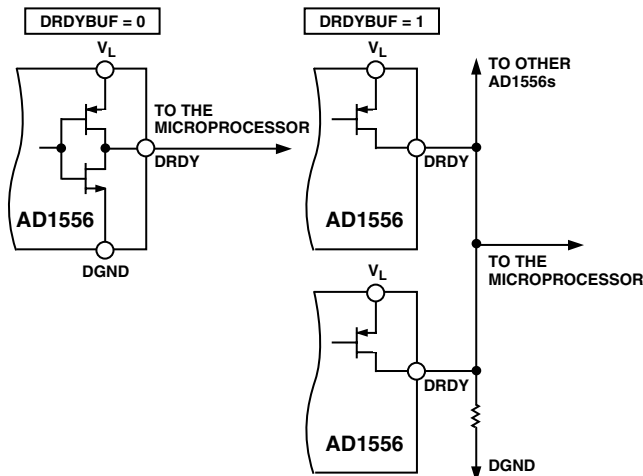 DRDYBUF = 0
VL
TO THE
MICROPROCESSOR
DRDY
AD1556
DGND
DRDYBUF = 1
VL
TO OTHER
AD1556s
DRDY
AD1556
TO THE
MICROPROCESSOR
VL
DRDY
AD1556
DGND